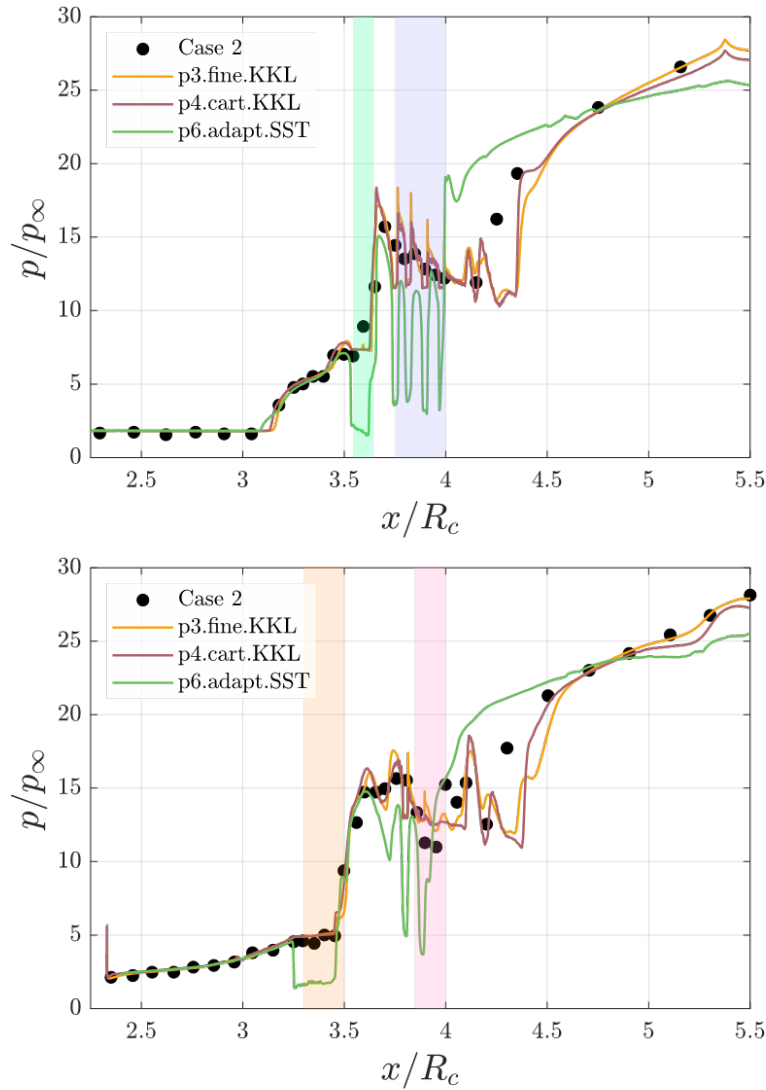 30
25
20
15
10
5
0
p/p∞
Case 2
p3.fine.KKL
p4.cart.KKL
p6.adapt.SST
2.5 3 3.5 4 4.5 5 5.5
x/Rc
30
25
20
15
10
5
0
p/p∞
Case 2
p3.fine.KKL
p4.cart.KKL
p6.adapt.SST
2.5 3 3.5 4 4.5 5 5.5
x/Rc